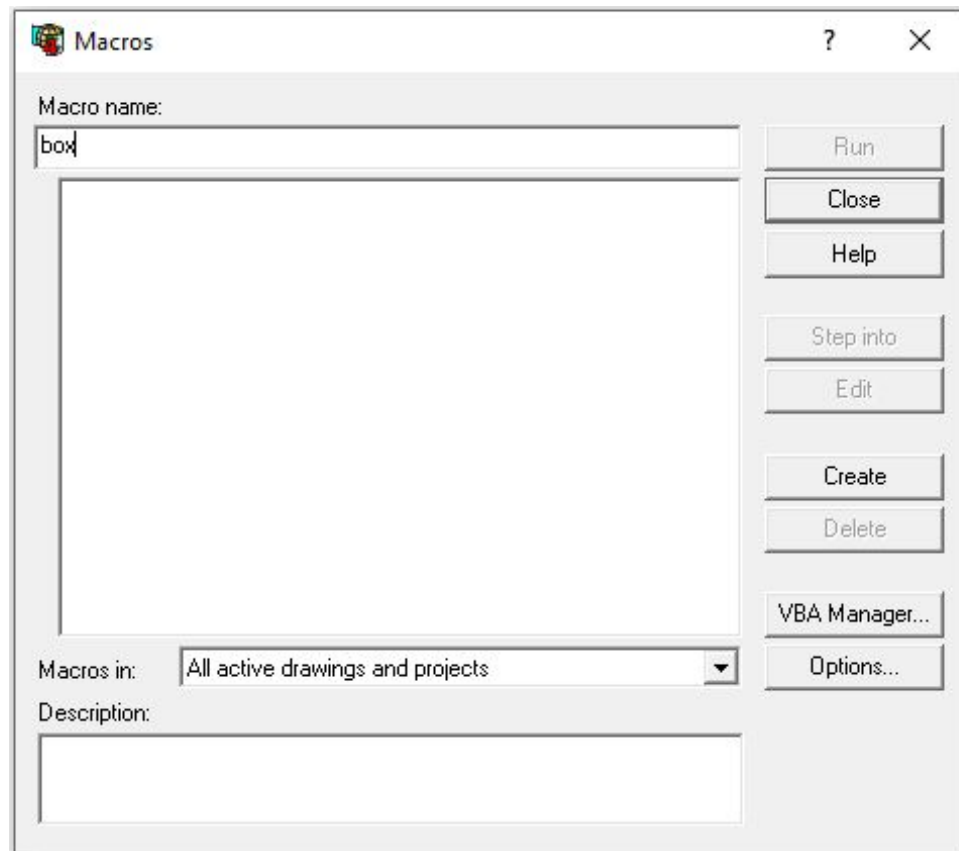 Macros
?
Macro name:
box
Run
Close
Help
Step into
Edit
Create
Delete
VBA Manager...
Macros in:
All active drawings and projects
Options...
Description: